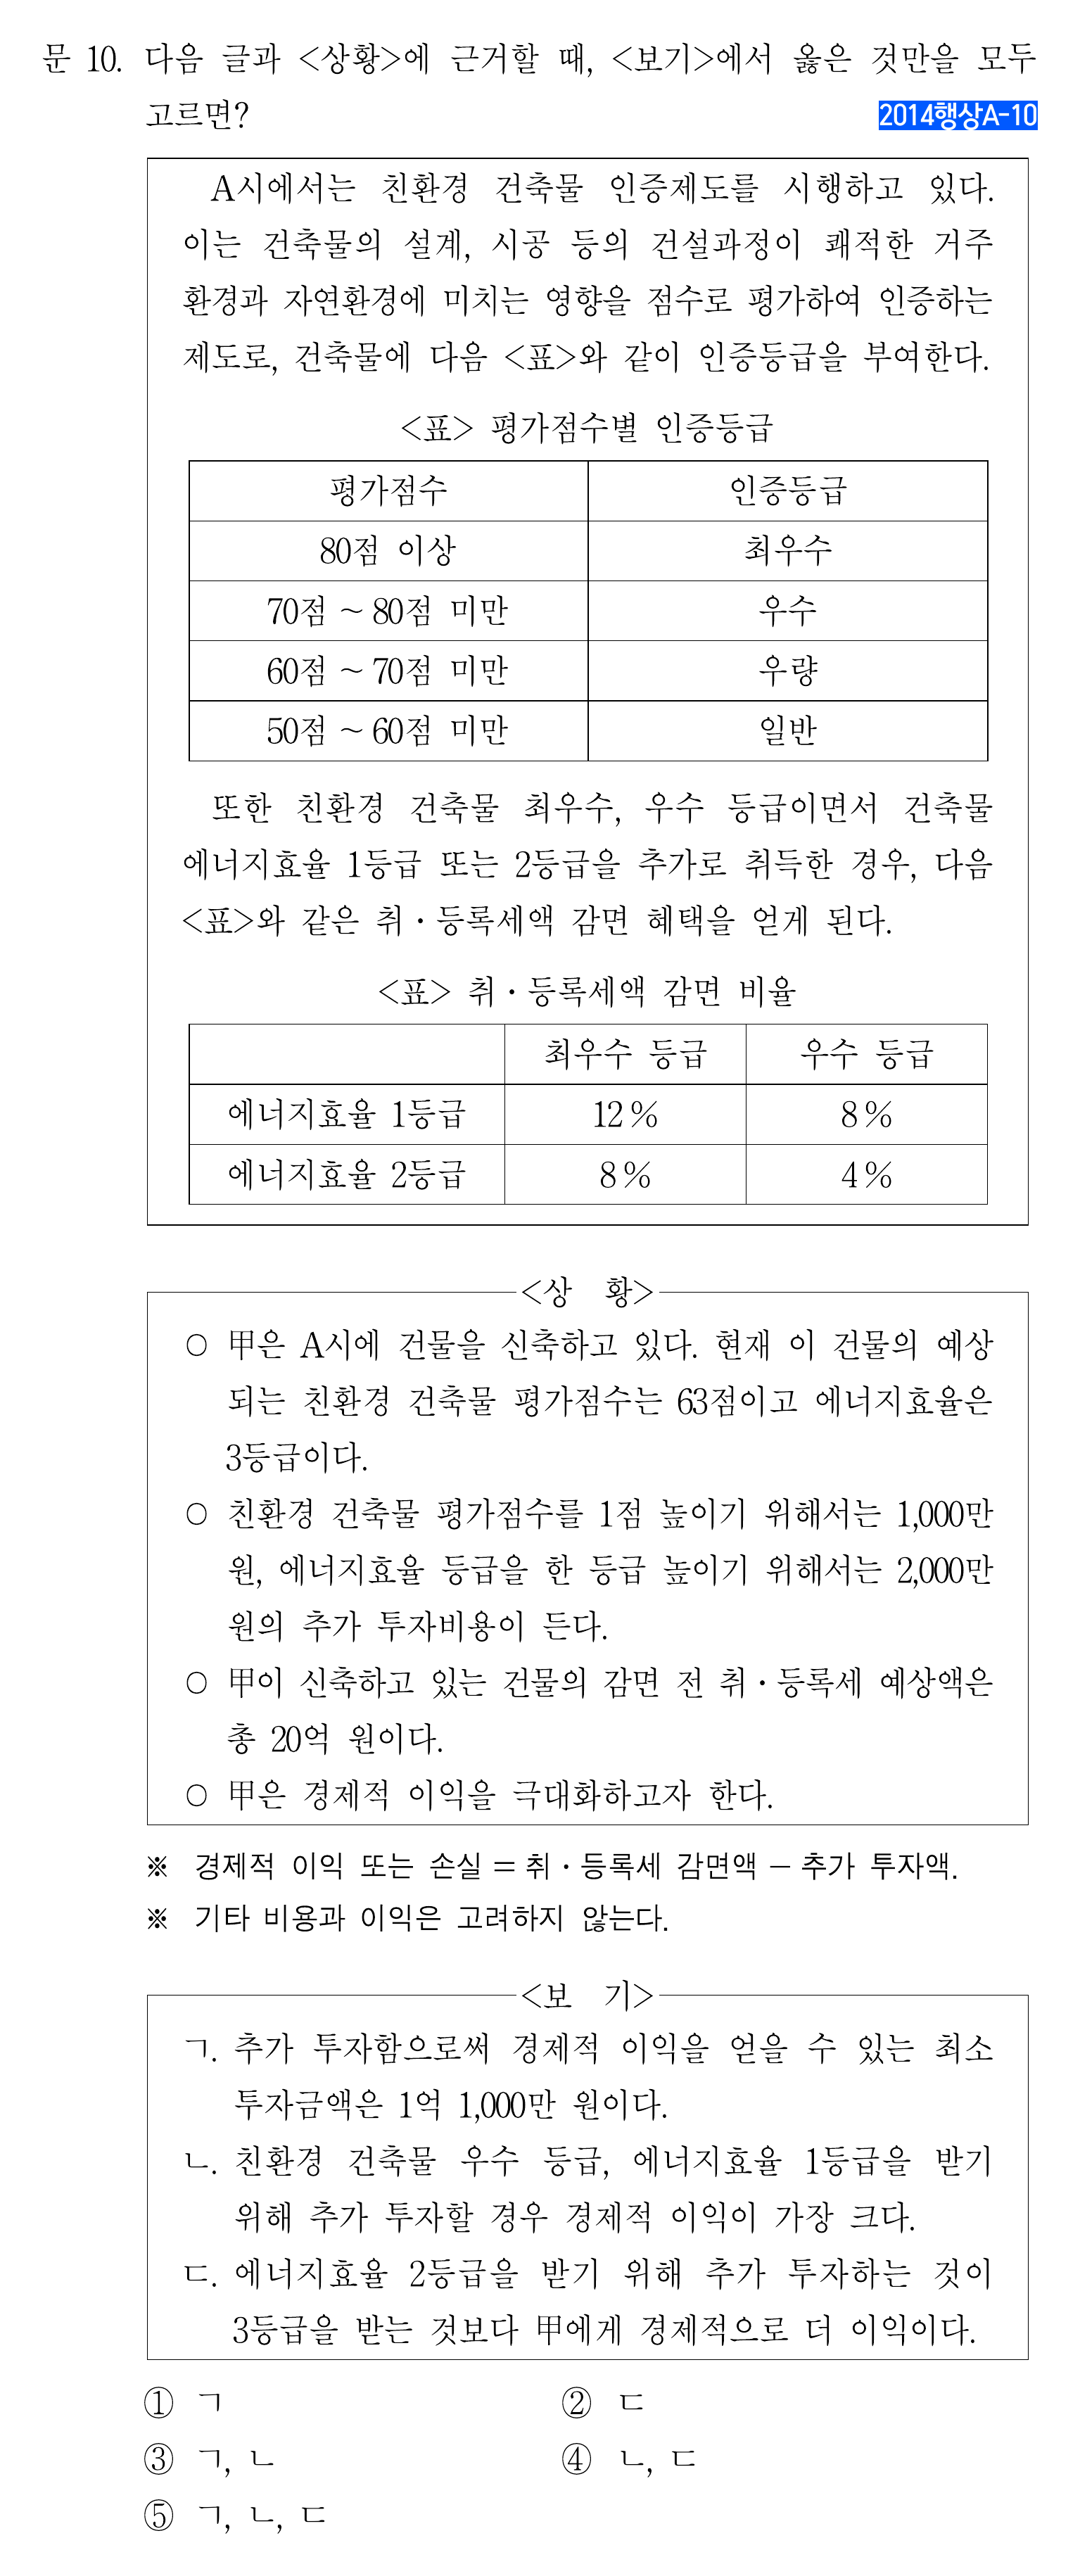 문 10. 다음 글과 <상황>에 근거할 때, <보기>에서 옳은 것만을 모두
고르면?
2014행상A-10
A시에서는 친환경 건축물 인증제도를 시행하고 있다.
이는 건축물의 설계, 시공 등의 건설과정이 쾌적한 거주
환경과 자연환경에 미치는 영향을 점수로 평가하여 인증하는
제도로, 건축물에 다음 <표>와 같이 인증등급을 부여한다.
<표> 평가점수별 인증등급
평가점수 인증등급
80점 이상 최우수
70점 ~ 80점 미만 우수
60점 ~ 70점 미만 우량
50점 ~ 60점 미만 일반
또한 친환경 건축물 최우수, 우수 등급이면서 건축물
에너지효율 1등급 또는 2등급을 추가로 취득한 경우, 다음
<표>와 같은 취·등록세액 감면 혜택을 얻게 된다.
<표> 취·등록세액 감면 비율
최우수 등급 우수 등급
에너지효율 1등급 12% 8%
에너지효율 2등급 8% 4%
<상 황>
○ 甲은 A시에 건물을 신축하고 있다. 현재 이 건물의 예상
되는 친환경 건축물 평가점수는 63점이고 에너지효율은
3등급이다.
○ 친환경 건축물 평가점수를 1점 높이기 위해서는 1,000만
원, 에너지효율 등급을 한 등급 높이기 위해서는 2,000만
원의 추가 투자비용이 든다.
○ 甲이 신축하고 있는 건물의 감면 전 취·등록세 예상액은
총 20억 원이다.
○ 甲은 경제적 이익을 극대화하고자 한다.
※ 경제적 이익 또는 손실 = 취·등록세 감면액 - 추가 투자액.
※ 기타 비용과 이익은 고려하지 않는다.
<보 기>
ㄱ. 추가 투자함으로써 경제적 이익을 얻을 수 있는 최소
투자금액은 1억 1,000만 원이다.
ㄴ. 친환경 건축물 우수 등급, 에너지효율 1등급을 받기
위해 추가 투자할 경우 경제적 이익이 가장 크다.
ㄷ. 에너지효율 2등급을 받기 위해 추가 투자하는 것이
3등급을 받는 것보다 甲에게 경제적으로 더 이익이다.
① ㄱ ② ㄷ
③ ㄱ, ㄴ ④ ㄴ, ㄷ
⑤ ㄱ, ㄴ, ㄷ